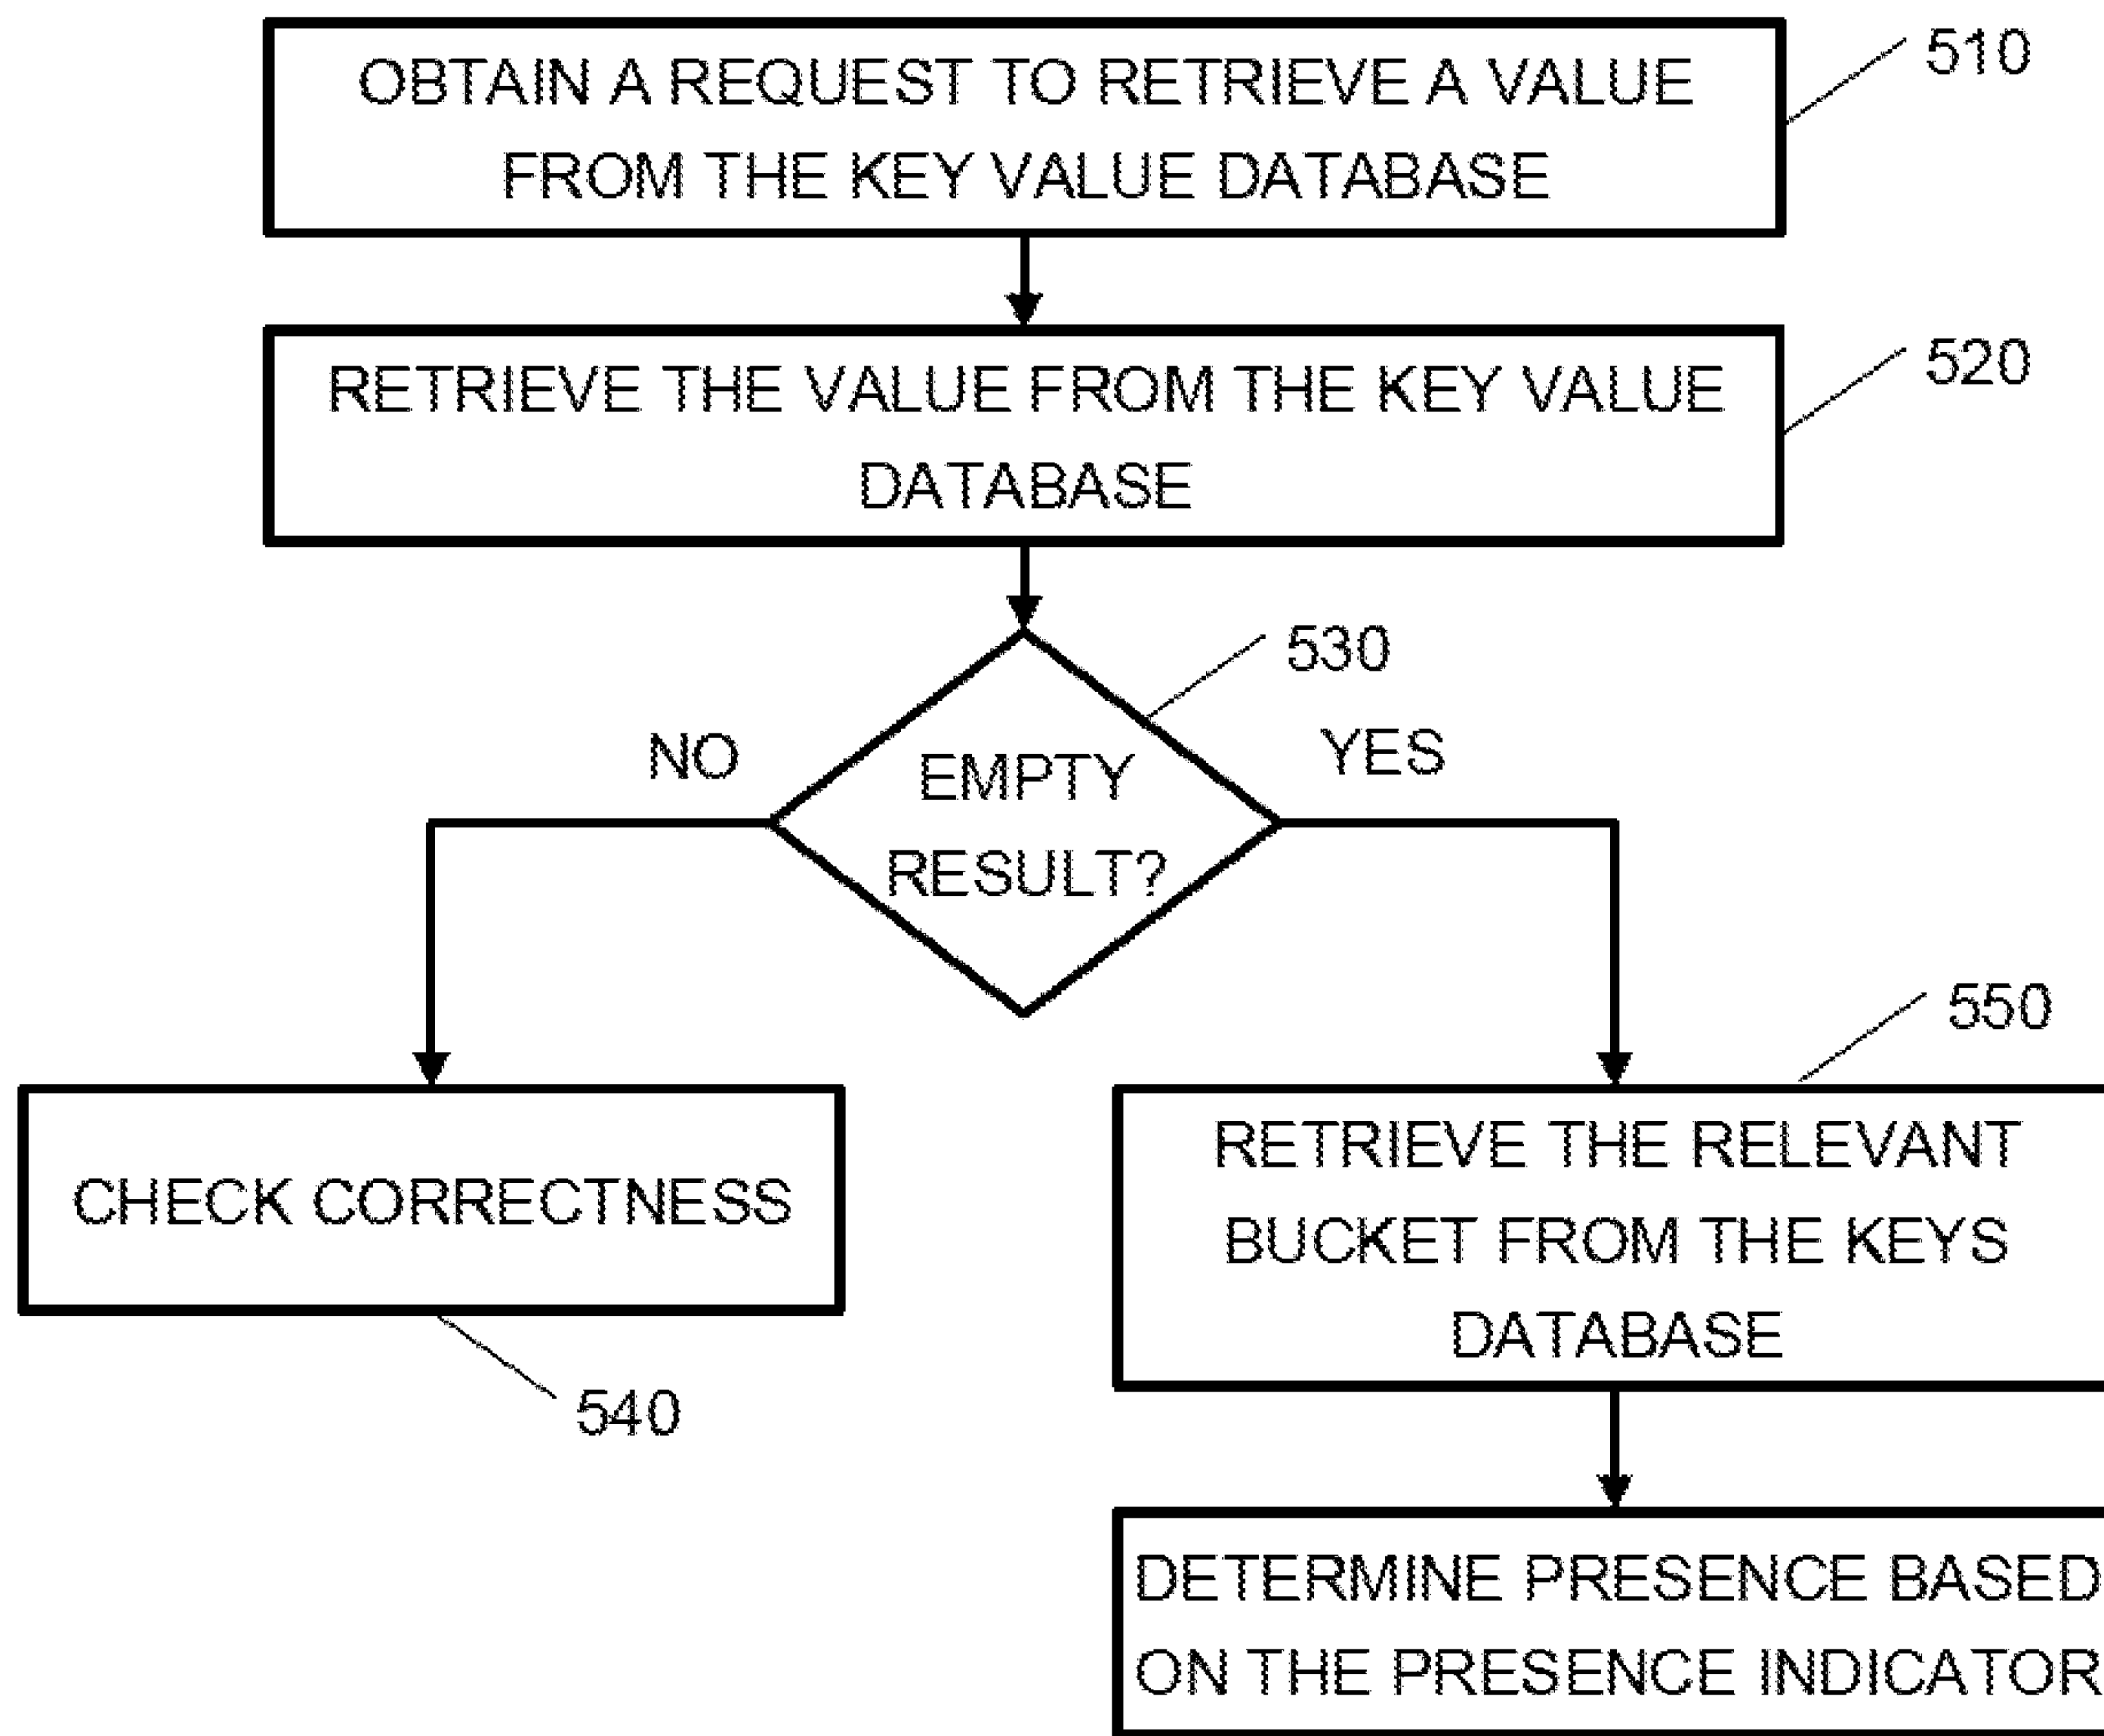 OBTAIN A REQUEST TO RETRIEVE A VALUE
FROM THE KEY VALUE DATABASE
510
RETRIEVE THE VALUE FROM THE KEY VALUE
DATABASE
520
530
NO
YES
EMPTY
RESULT?
550
CHECK CORRECTNESS
540
RETRIEVE THE RELEVANT
BUCKET FROM THE KEYS
DATABASE
DETERMINE PRESENCE BASED
ON THE PRESENCE INDICATOR